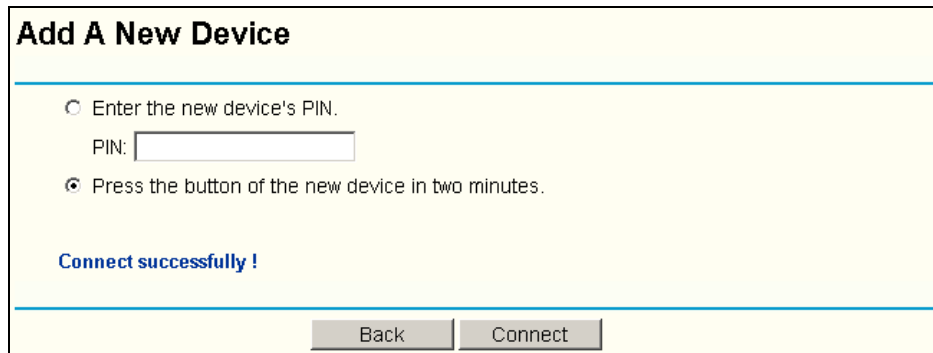 Add A New Device
Enter the new device's PIN.
PIN:
Press the button of the new device in two minutes.
Connect successfully !
Back Connect